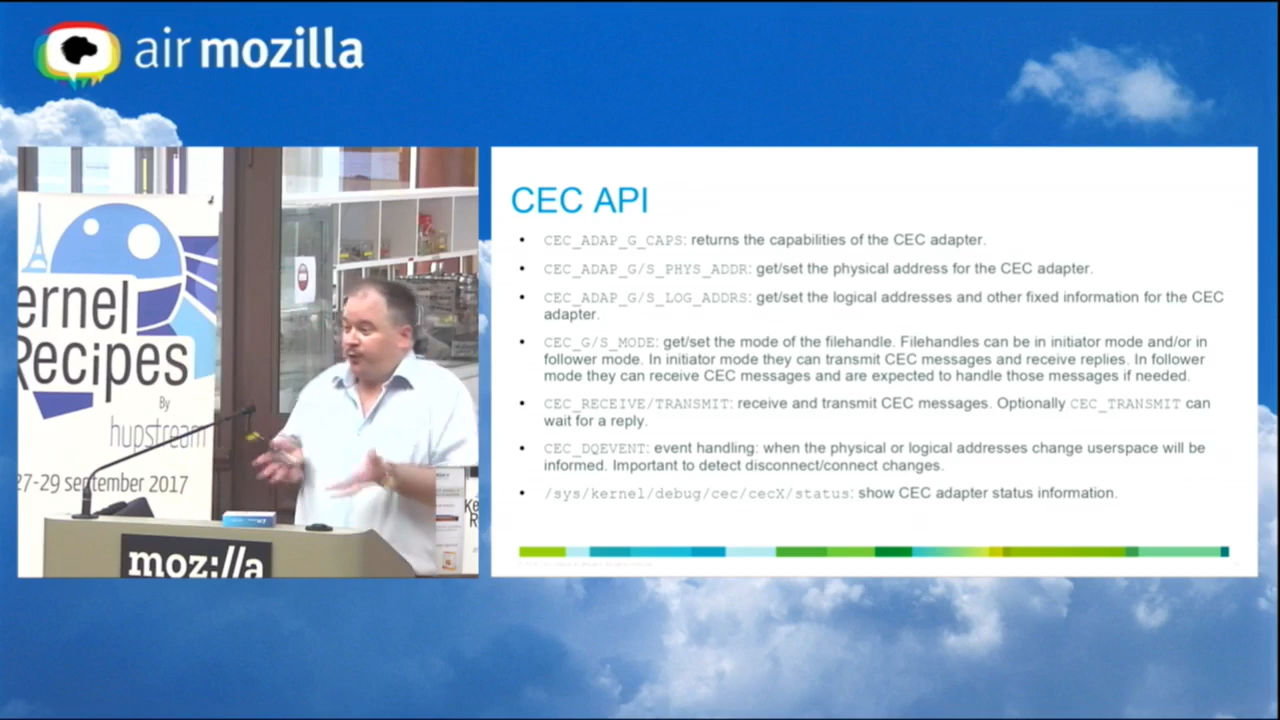 air mozilla
ernel
Recipes
By
hupstream
27-29 september 2017
moz://a
Ke
R
CEC API
• CEC_ADAP_G_CAPS: returns the capabilities of the CEC adapter.
• CEC_ADAP_G/S_PHYS_ADDR: get/set the physical address for the CEC adapter.
• CEC_ADAP_G/S_LOG_ADDRS: get/set the logical addresses and other fixed information for the CEC
adapter.
• CEC_G/S_MODE: get/set the mode of the filehandle. Filehandles can be in initiator mode and/or in
follower mode. In initiator mode they can transmit CEC messages and receive replies. In follower
mode they can receive CEC messages and are expected to handle those messages if needed.
• CEC_RECEIVE/TRANSMIT: receive and transmit CEC messages. Optionally CEC_TRANSMIT can
wait for a reply.
• CEC_DQEVENT: event handling: when the physical or logical addresses change userspace will be
informed. Important to detect disconnect/connect changes.
• /sys/kernel/debug/cec/cecX/status: show CEC adapter status information.